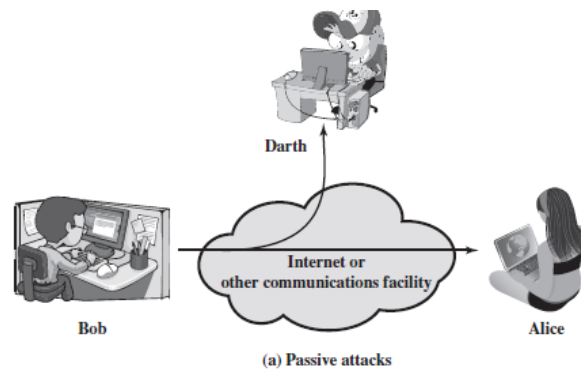 Darth
Internet or
other communications facility
Bob
Alice
(a) Passive attacks